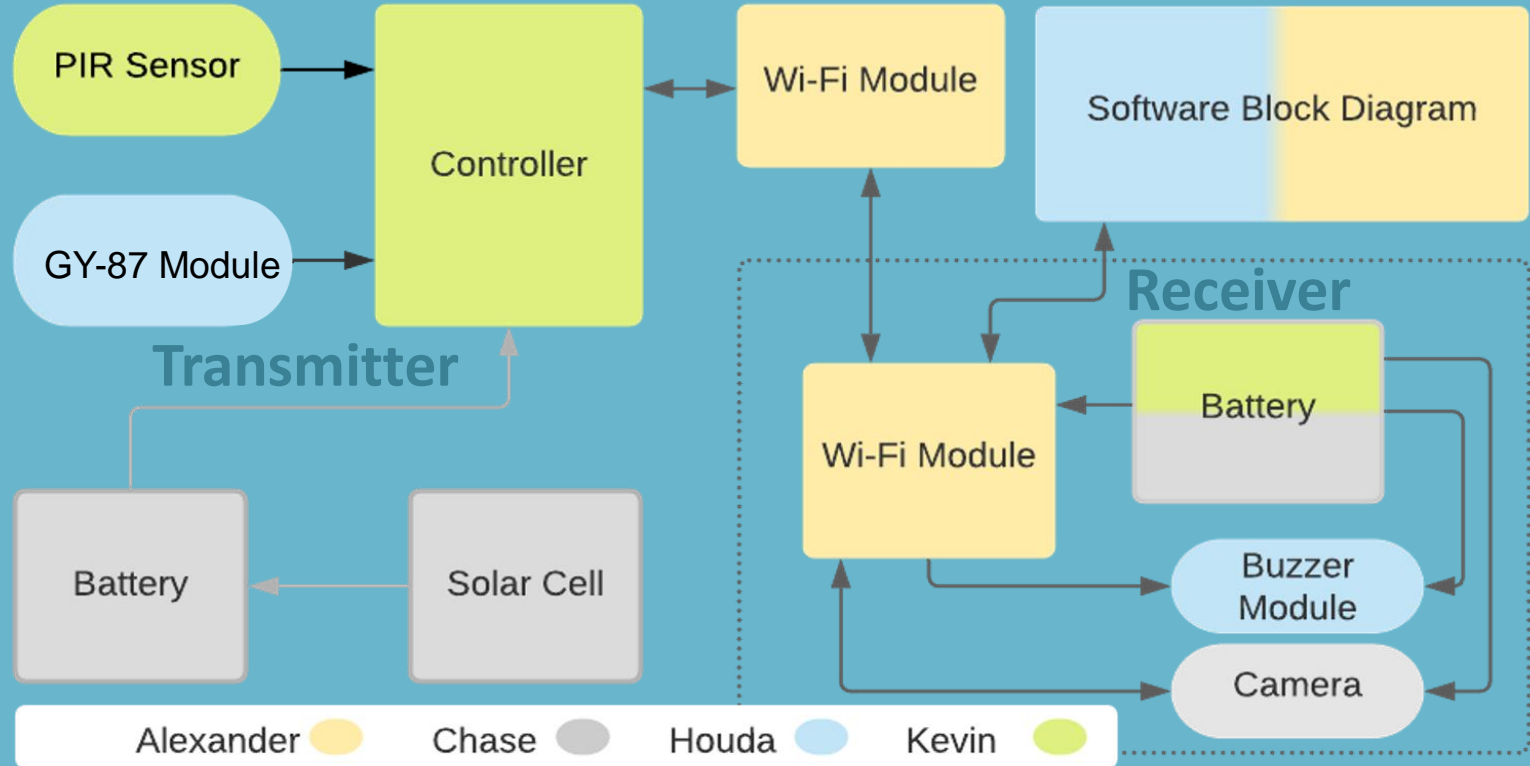 PIR Sensor
Controller
Wi-Fi Module
Software Block Diagram
GY-87 Module
Receiver
Transmitter
Battery
Wi-Fi Module
Battery
Solar Cell
Buzzer
Module
Camera
Alexander
Chase
Houda
Kevin